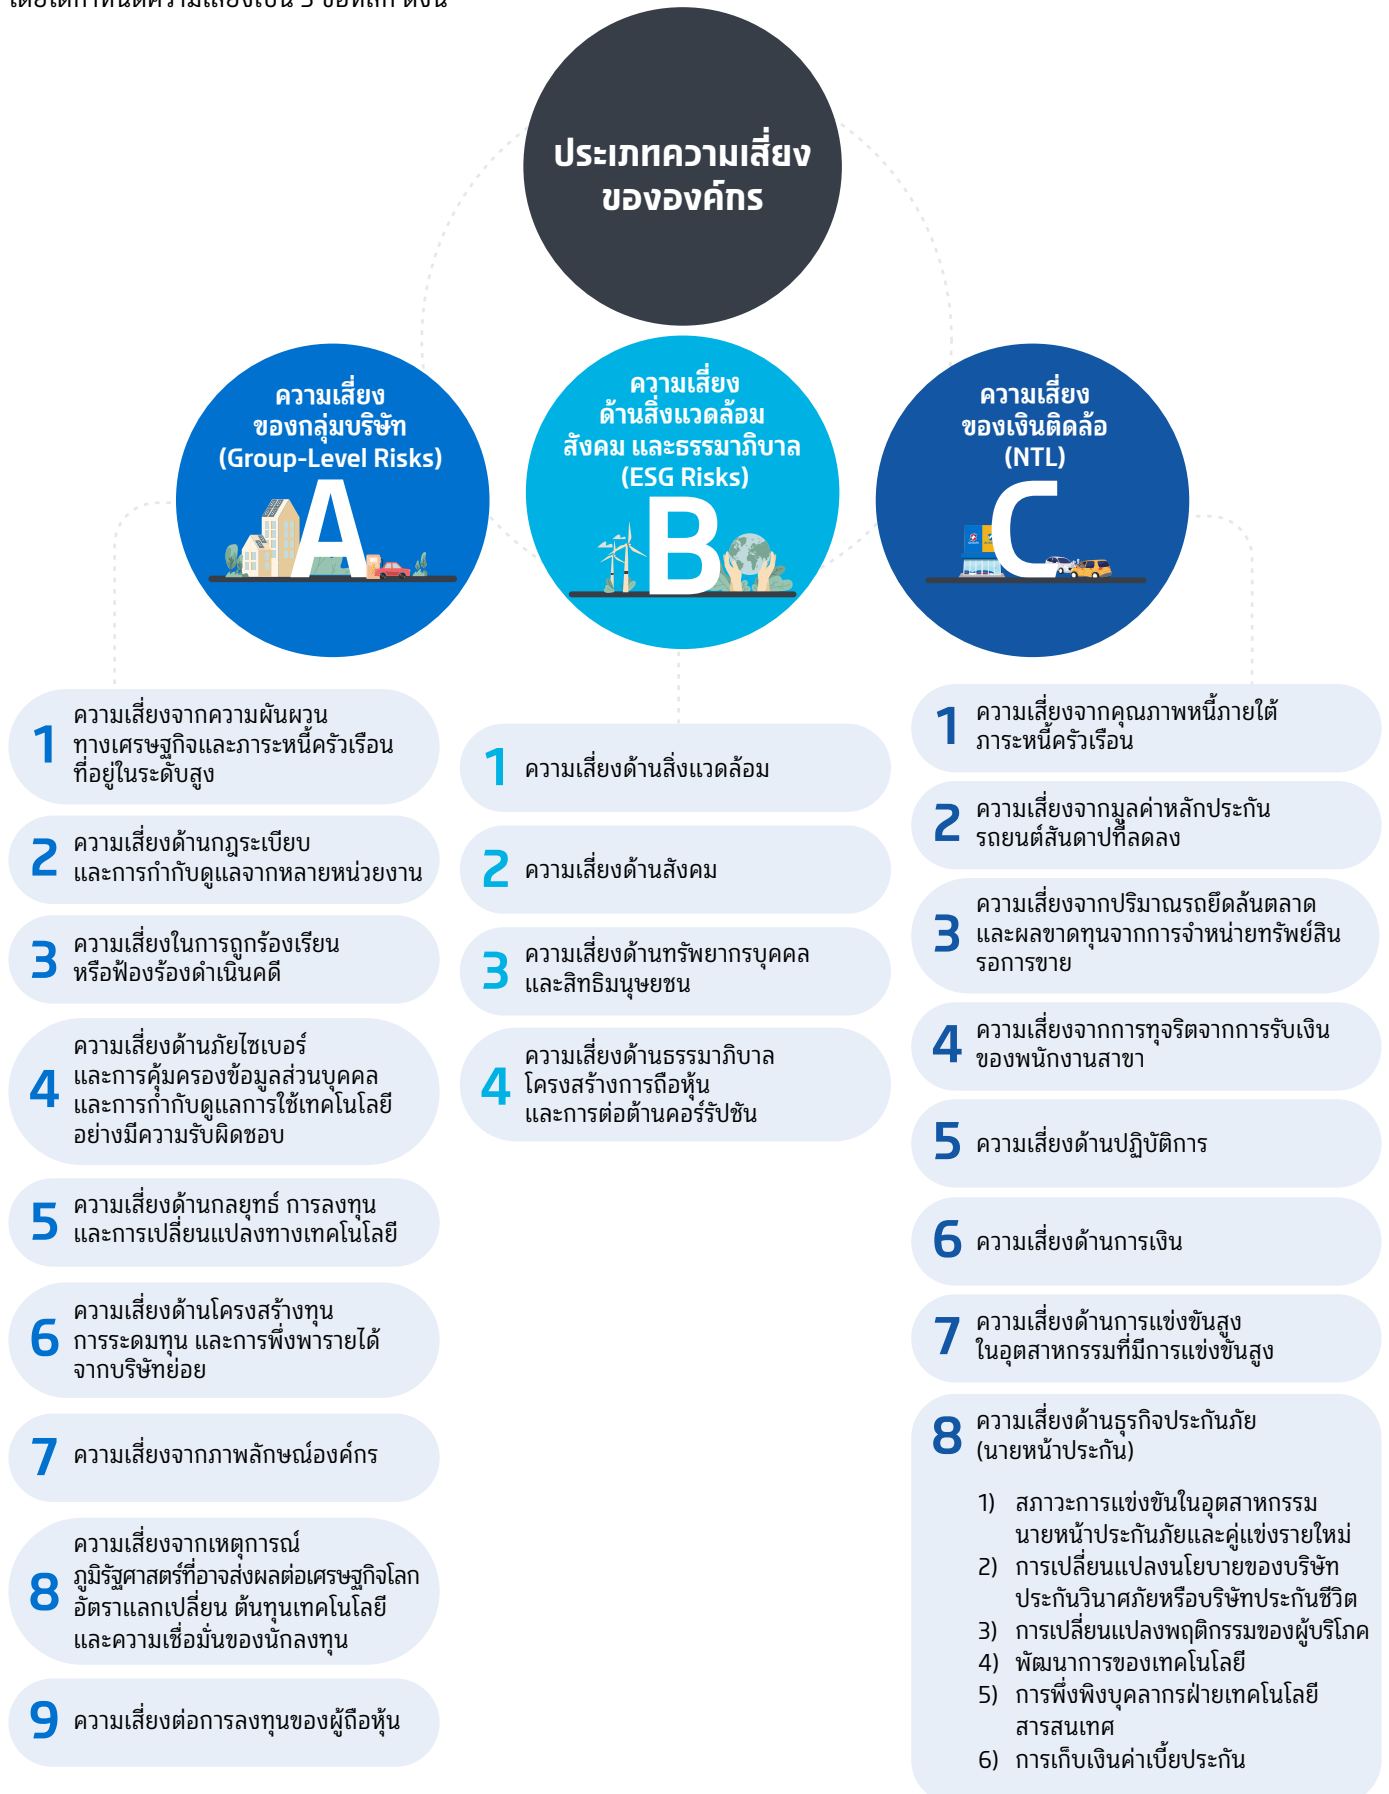 โดยได้กำหนดความเสี่ยงเป็น 3 ข้อหลัก ดังนี้
ประเภทความเสี่ยง
ขององค์กร
ความเสี่ยง
ของกลุ่มบริษัท
(Group-Level Risks)
A
ความเสี่ยง
ด้านสิ่งแวดล้อม
สังคม และธรรมาภิบาล
(ESG Risks)
B
ความเสี่ยง
ของเงินติดล้อ
(NTL)
C
1 ความเสี่ยงจากความผันผวน
ทางเศรษฐกิจและภาระหนี้ครัวเรือน
ที่อยู่ในระดับสูง
2 ความเสี่ยงด้านกฎระเบียบ
และการกำกับดูแลจากหลายหน่วยงาน
3 ความเสี่ยงในการถูกร้องเรียน
หรือฟ้องร้องดำเนินคดี
4 ความเสี่ยงด้านภัยไซเบอร์
และการคุ้มครองข้อมูลส่วนบุคคล
และการกำกับดูแลการใช้เทคโนโลยี
อย่างมีความรับผิดชอบ
5 ความเสี่ยงด้านกลยุทธ์ การลงทุน
และการเปลี่ยนแปลงทางเทคโนโลยี
6 ความเสี่ยงด้านโครงสร้างทุน
การระดมทุน และการพึ่งพารายได้
จากบริษัทย่อย
7 ความเสี่ยงจากภาพลักษณ์องค์กร
8 ความเสี่ยงจากเหตุการณ์
ภูมิรัฐศาสตร์ที่อาจส่งผลต่อเศรษฐกิจโลก
อัตราแลกเปลี่ยน ต้นทุนเทคโนโลยี
และความเชื่อมั่นของนักลงทุน
9 ความเสี่ยงต่อการลงทุนของผู้ถือหุ้น
1 ความเสี่ยงด้านสิ่งแวดล้อม
2 ความเสี่ยงด้านสังคม
3 ความเสี่ยงด้านทรัพยากรบุคคล
และสิทธิมนุษยชน
4 ความเสี่ยงด้านธรรมาภิบาล
โครงสร้างการถือหุ้น
และการต่อต้านคอร์รัปชัน
1 ความเสี่ยงจากคุณภาพหนี้ภายใต้
ภาระหนี้ครัวเรือน
2 ความเสี่ยงจากมูลค่าหลักประกัน
รถยนต์สันดาปที่ลดลง
3 ความเสี่ยงจากปริมาณรถยึดล้นตลาด
และผลขาดทุนจากการจำหน่ายทรัพย์สิน
รอการขาย
4 ความเสี่ยงจากการทุจริตจากการรับเงิน
ของพนักงานสาขา
5 ความเสี่ยงด้านปฏิบัติการ
6 ความเสี่ยงด้านการเงิน
7 ความเสี่ยงด้านการแข่งขันสูง
ในอุตสาหกรรมที่มีการแข่งขันสูง
8 ความเสี่ยงด้านธุรกิจประกันภัย
(นายหน้าประกัน)
1) สภาวะการแข่งขันในอุตสาหกรรม
นายหน้าประกันภัยและคู่แข่งรายใหม่
2) การเปลี่ยนแปลงนโยบายของบริษัท
ประกันวินาศภัยหรือบริษัทประกันชีวิต
3) การเปลี่ยนแปลงพฤติกรรมของผู้บริโภค
4) พัฒนาการของเทคโนโลยี
5) การพึ่งพิงบุคลากรฝ่ายเทคโนโลยี
สารสนเทศ
6) การเก็บเงินค่าเบี้ยประกัน